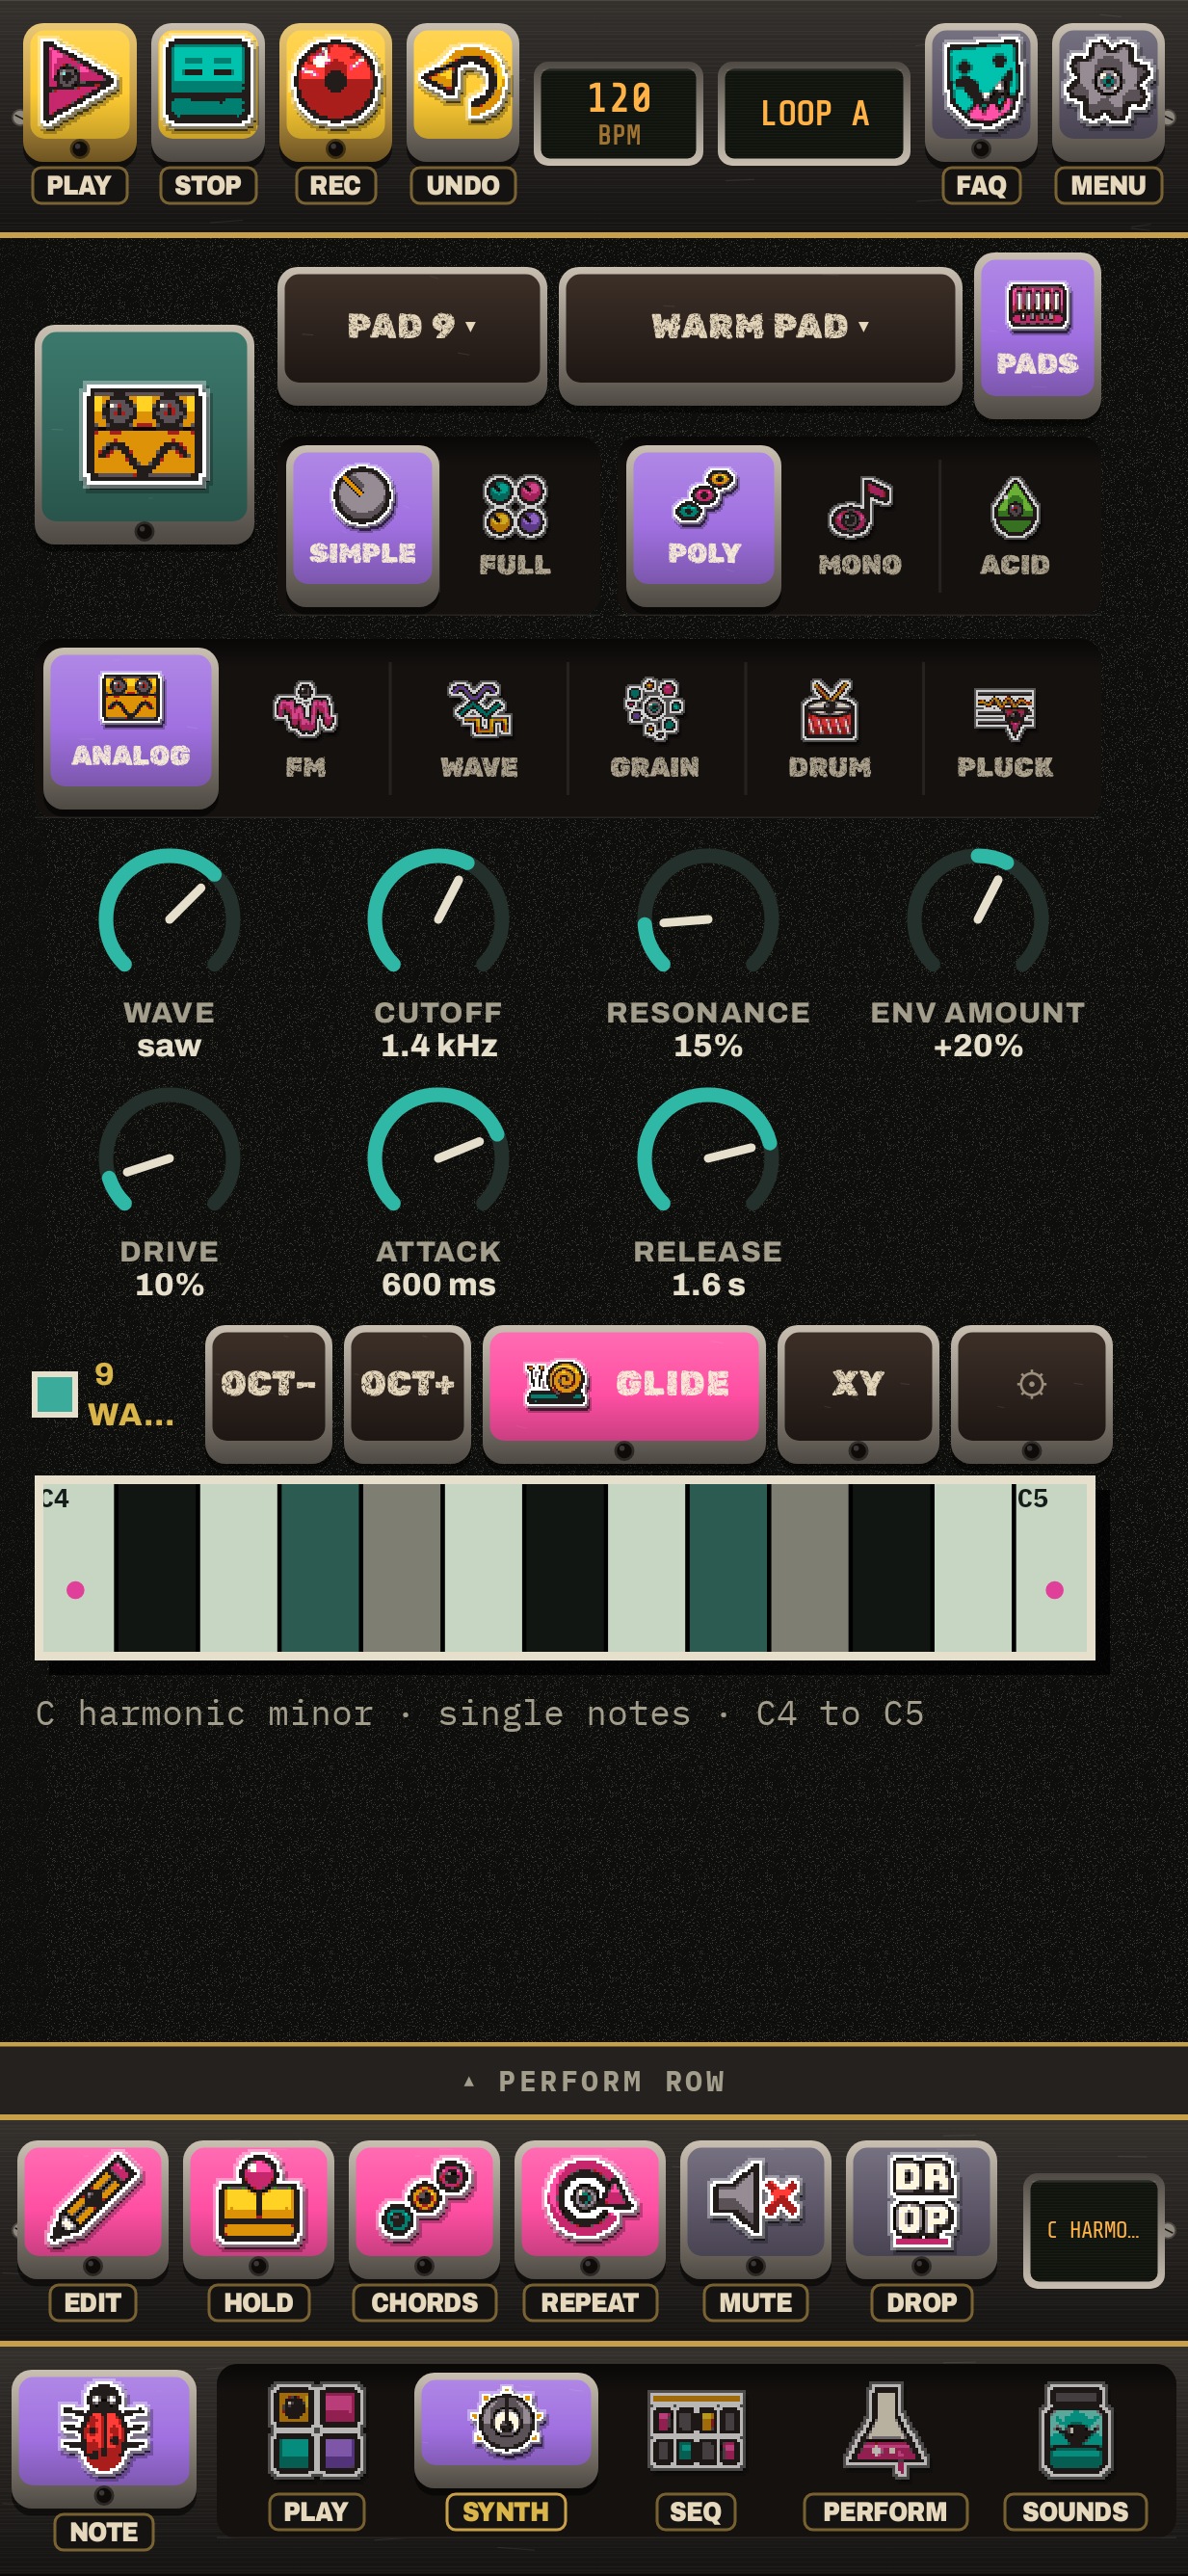 120
BPM
LOOP A
PLAY
STOP
REC
UNDO
FAQ
MENU
PAD 9 ▾
WARM PAD ▾
PADS
SIMPLE
FULL
POLY
MONO
ACID
ANALOG
FM
WAVE
GRAIN
DRUM
PLUCK
WAVE
saw
CUTOFF
1.4 kHz
RESONANCE
15%
ENV AMOUNT
+20%
DRIVE
10%
ATTACK
600 ms
RELEASE
1.6 s
9
WA...
OCT-
OCT+
GLIDE
XY
C4
C5
C harmonic minor · single notes · C4 to C5
▴ PERFORM ROW
DR
OP
C HARMO…
EDIT
HOLD
CHORDS
REPEAT
MUTE
DROP
NOTE
PLAY
SYNTH
SEQ
PERFORM
SOUNDS